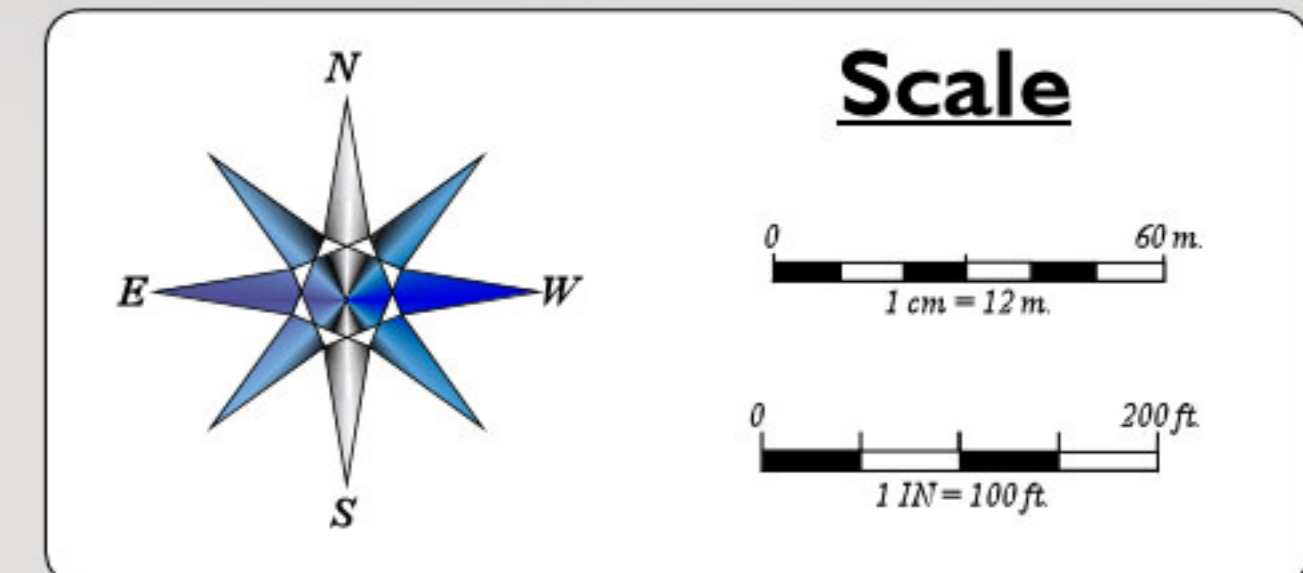 N
E
W
S
Scale
0 60 m.
1 cm = 12 m.
0 200 ft.
1 IN = 100 ft.